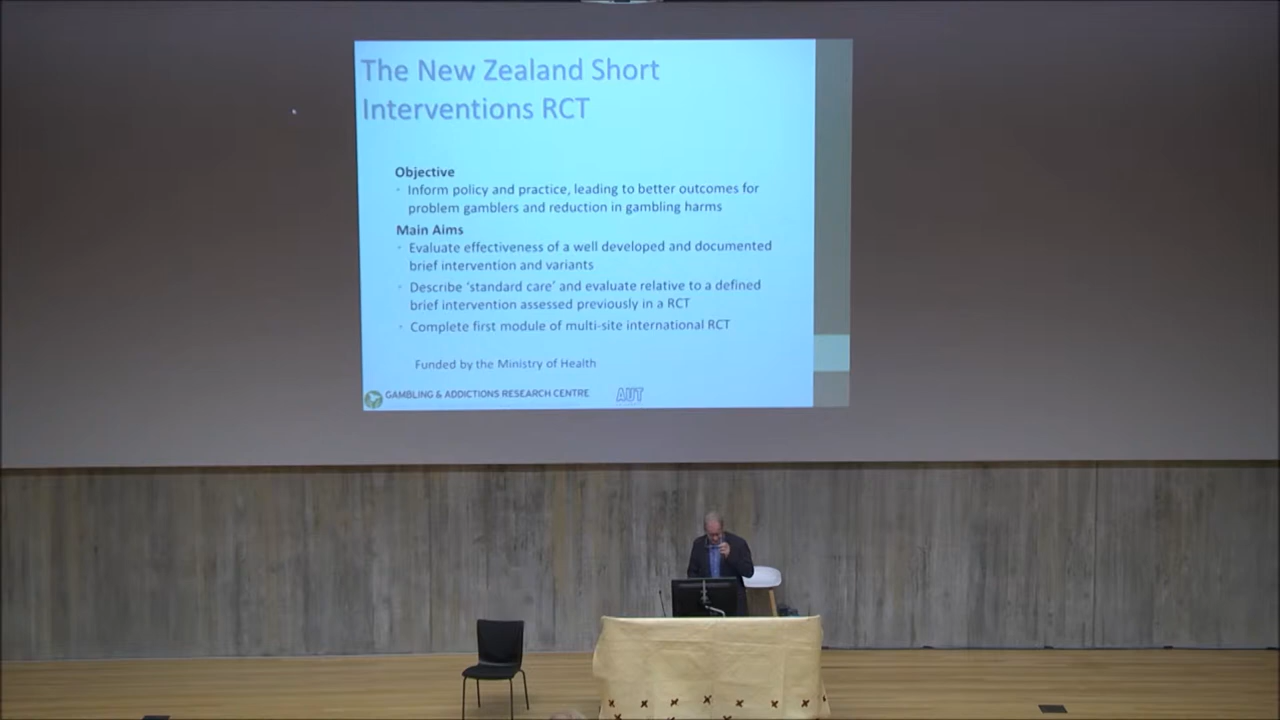 The New Zealand Short
Interventions RCT
Objective
Inform policy and practice, leading to better outcomes for
problem gamblers and reduction in gambling harms
Main Aims
Evaluate effectiveness of a well developed and documented
brief intervention and variants
Describe ‘standard care’ and evaluate relative to a defined
brief intervention assessed previously in a RCT
Complete first module of multi-site international RCT
Funded by the Ministry of Health
GAMBLING & ADDICTIONS RESEARCH CENTRE
AUT